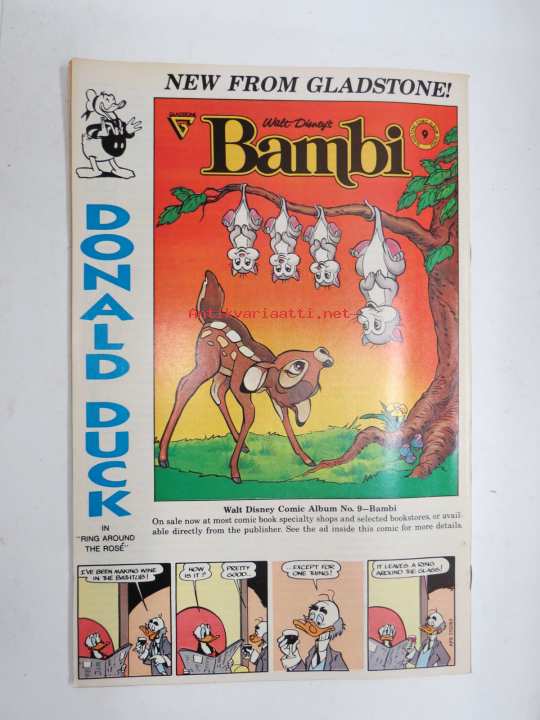 NEW FROM GLADSTONE!
GLADSTONE
Walt Disney's
Bambi
9
DONALD DUCK
IN
"RING AROUND
THE ROSÉ"
Antikvariaatti.net
Walt Disney Comic Album No. 9—Bambi
On sale now at most comic book specialty shops and selected bookstores, or avail-
able directly from the publisher. See the ad inside this comic for more details.
I'VE BEEN MAKING WINE
IN THE BATHTUB!
HOW
IS IT?
PRETTY
GOOD...
...EXCEPT FOR
ONE THING!
IT LEAVES A RING
AROUND THE GLASS!